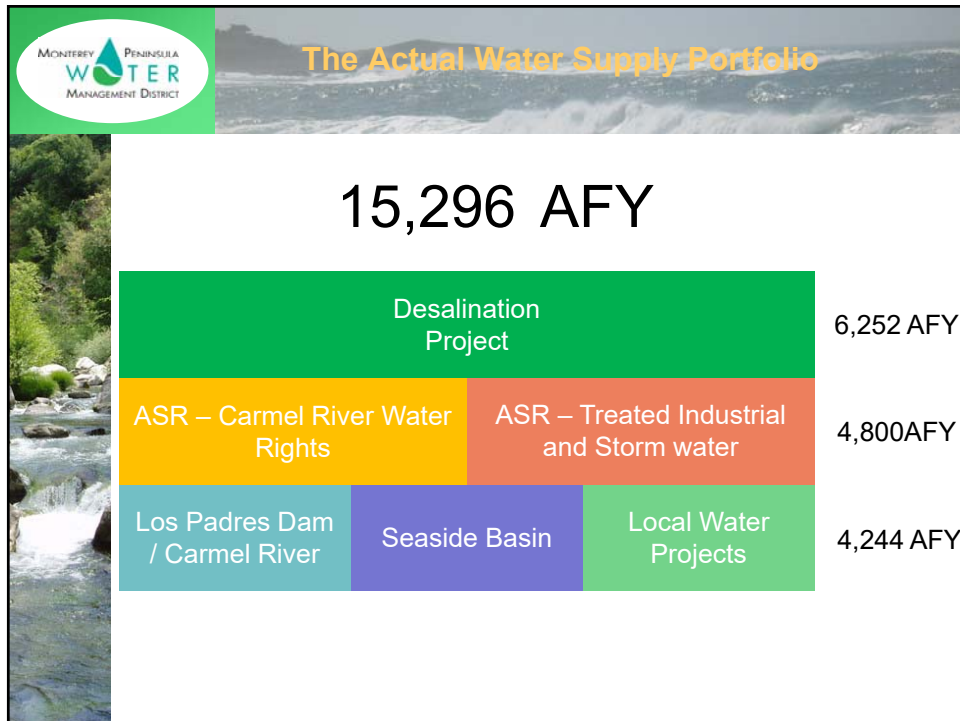 MONTEREY PENINSULA
WATER
MANAGEMENT DISTRICT
The Actual Water Supply Portfolio
15,296 AFY
Desalination
Project
6,252 AFY
ASR – Carmel River Water
Rights
ASR – Treated Industrial
and Storm water
4,800AFY
Los Padres Dam
/ Carmel River
Seaside Basin
Local Water
Projects
4,244 AFY